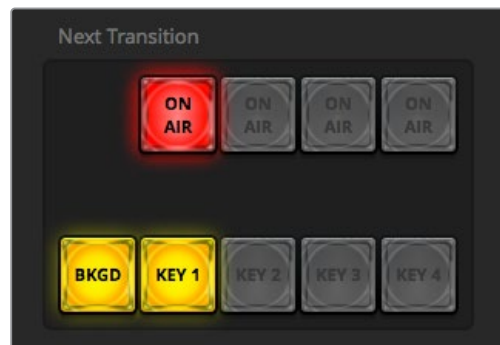 Next Transition
ON AIR
ON AIR
ON AIR
ON AIR
BKGD
KEY 1
KEY 2
KEY 3
KEY 4